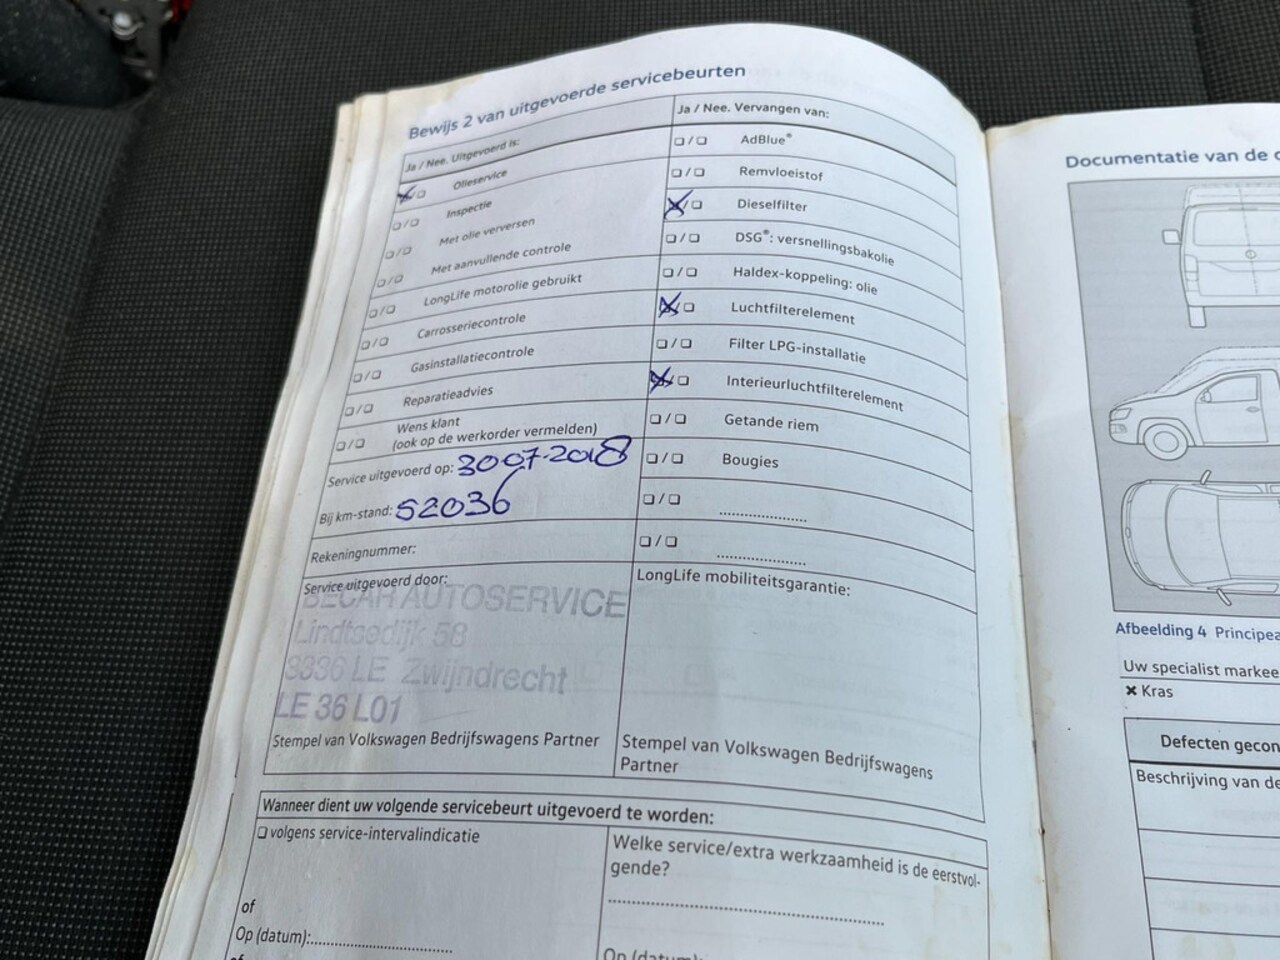 Bewijs 2 van uitgevoerde servicebeurten
Ja / Nee. Uitgevoerd is:
Olieservice
Inspectie
Met olie verversen
Met aanvullende controle
LongLife motorolie gebruikt
Carrosseriecontrole
Gasinstallatiecontrole
Reparatieadvies
Wens klant
(ook op de werkorder vermelden)
Service uitgevoerd op: 30 07-2018
Bij km-stand: 52036
Rekeningnummer:
Service uitgevoerd door:
BECAR AUTOSERVICE
Lindtsedijk 58
3336 LE Zwijndrecht
LE 36 L01
Stempel van Volkswagen Bedrijfswagens Partner
Ja / Nee. Vervangen van:
AdBlue®
Remvloeistof
Dieselfilter
DSG®: versnellingsbakolie
Haldex-koppeling: olie
Luchtfilterelement
Filter LPG-installatie
Interieurluchtfilterelement
Getande riem
Bougies
LongLife mobiliteitsgarantie:
Stempel van Volkswagen Bedrijfswagens
Partner
Wanneer dient uw volgende servicebeurt uitgevoerd te worden:
volgens service-intervalindicatie
of
Op (datum):
Welke service/extra werkzaamheid is de eerstvol-
gende?
Op (datum):
Documentatie van de
Afbeelding 4 Principea
Uw specialist markee
✖ Kras
Defecten gecon
Beschrijving van de